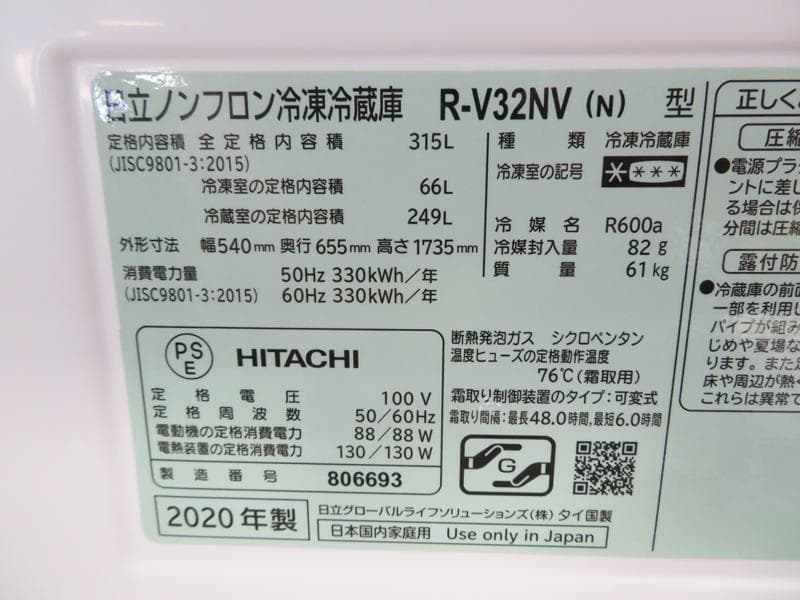 日立ノンフロン冷凍冷蔵庫 R-V32NV (N) 型
定格内容積 全定格内容積 315L
(JISC9801-3:2015)
冷凍室の定格内容積 66L
冷蔵室の定格内容積 249L
外形寸法 幅540mm 奥行655mm 高さ1735mm
消費電力量 50Hz 330kWh/年
(JISC9801-3:2015) 60Hz 330kWh/年
種類 冷凍冷蔵庫
冷凍室の記号 ****
冷媒名 R600a
冷媒封入量 82g
質量 61kg
PS
E
HITACHI
定格電圧 100V
定格周波数 50/60Hz
電動機の定格消費電力 88/88W
電熱装置の定格消費電力 130/130W
製造番号 806693
断熱発泡ガス シクロペンタン
温度ヒューズの定格動作温度
76℃(霜取用)
霜取り制御装置のタイプ:可変式
霜取り間隔:最長48.0時間,最短6.0時間
G
2020年製
日立グローバルライフソリューションズ(株) タイ国製
日本国内家庭用 Use only in Japan
正しくお
圧縮
●電源プラ
ントに差し
る場合は保
分間は圧縮
露付防
●冷蔵庫の前面
一部を利用し
パイプが組み
じめや夏場な
ります。また
床や周辺が熱く
これらは異常で